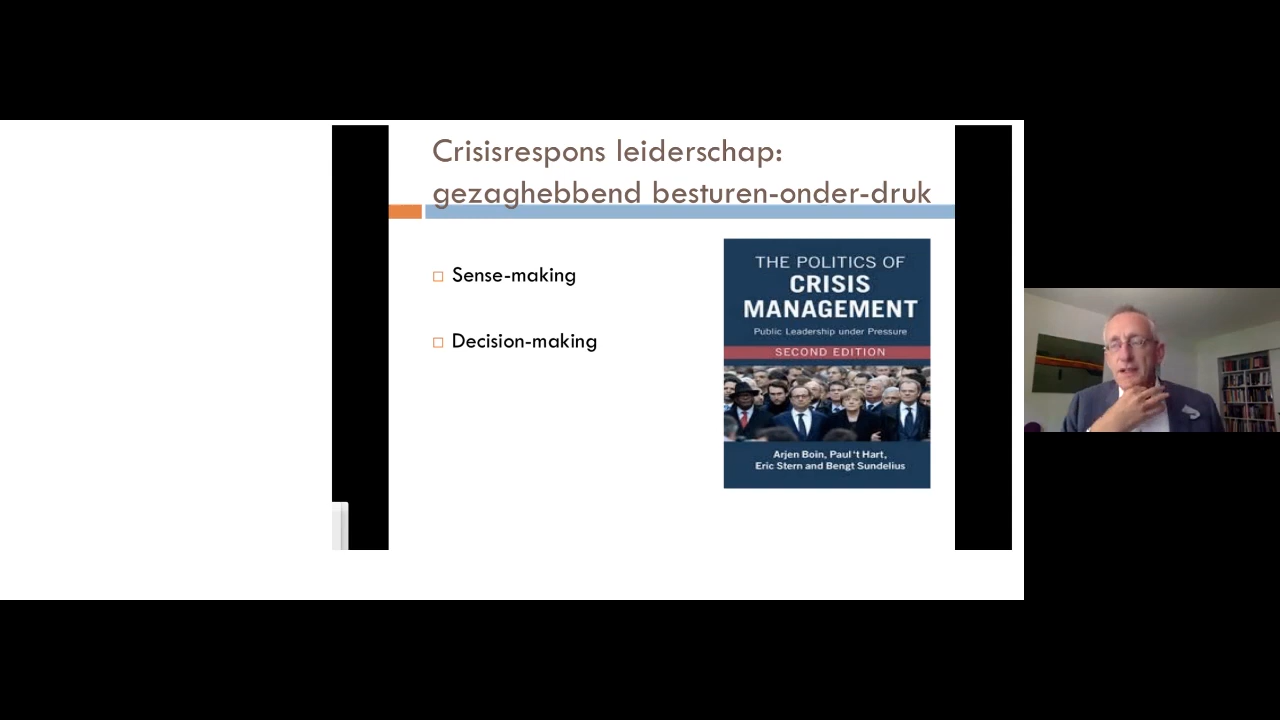 Crisisrespons leiderschap:
gezaghebbend besturen-onder-druk
Sense-making
Decision-making
THE POLITICS OF
CRISIS
MANAGEMENT
Public Leadership under Pressure
SECOND EDITION
Arjen Boin, Paul 't Hart,
Eric Stern and Bengt Sundelius